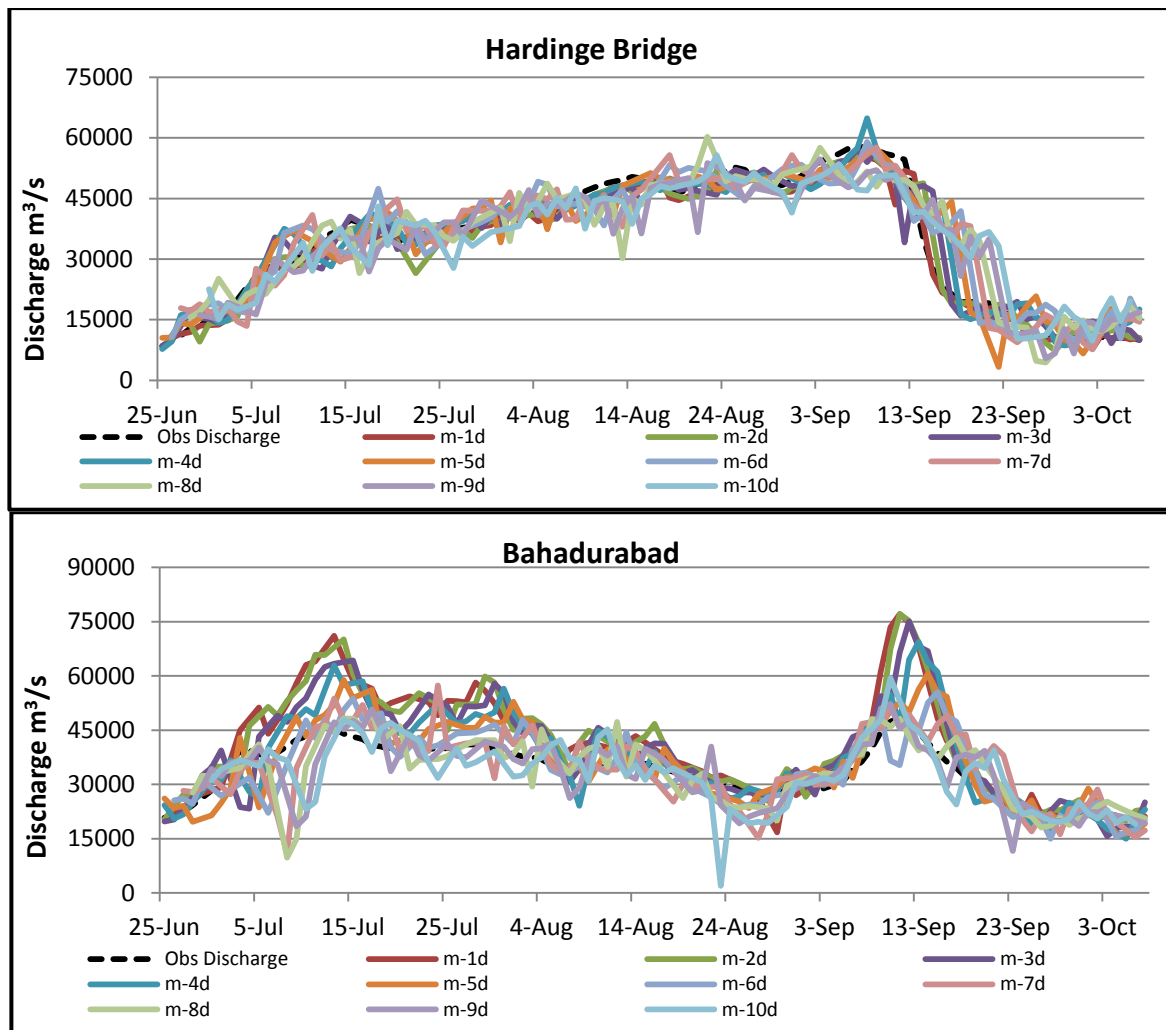 Hardinge Bridge
75000
60000
45000
30000
15000
0
Discharge m³/s
25-Jun 5-Jul 15-Jul 25-Jul 4-Aug 14-Aug 24-Aug 3-Sep 13-Sep 23-Sep 3-Oct
Obs Discharge m-1d m-2d m-3d
m-4d m-5d m-6d m-7d
m-8d m-9d m-10d
Bahadurabad
90000
75000
60000
45000
30000
15000
0
Discharge m³/s
25-Jun 5-Jul 15-Jul 25-Jul 4-Aug 14-Aug 24-Aug 3-Sep 13-Sep 23-Sep 3-Oct
Obs Discharge m-1d m-2d m-3d
m-4d m-5d m-6d m-7d
m-8d m-9d m-10d